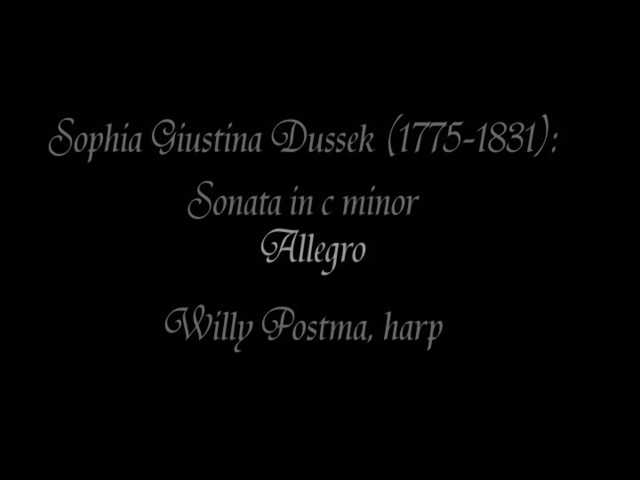 Sophia Giustina Dussek (1775-1831):
Sonata in c minor
Allegro
Willy Postma, harp